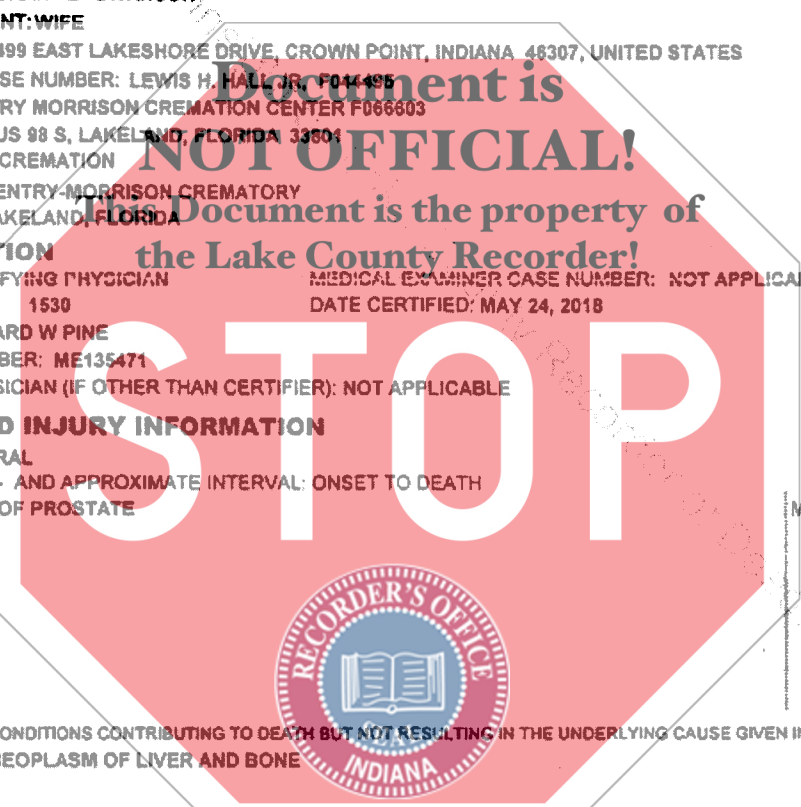 NT: WIFE
499 EAST LAKESHORE DRIVE, CROWN POINT, INDIANA 46307, UNITED STATES
SE NUMBER: LEWIS H. HALL JR, F044495
RY MORRISON CREMATION CENTER F066603
US 98 S, LAKELAND, FLORIDA 33801
CREMATION
ENTRY-MORRISON CREMATORY
AKELAND, FLORIDA
Document is
NOT OFFICIAL!
This Document is the property of
the Lake County Recorder!
TION
FYING PHYSICIAN MEDICAL EXAMINER CASE NUMBER: NOT APPLICA
1530 DATE CERTIFIED: MAY 24, 2018
ARD W PINE
BER: ME135471
SICIAN (IF OTHER THAN CERTIFIER): NOT APPLICABLE
D INJURY INFORMATION
RAL
- AND APPROXIMATE INTERVAL: ONSET TO DEATH
OF PROSTATE
STOP
RECORDER'S OFFICE
SEAL
INDIANA
ONDITIONS CONTRIBUTING TO DEATH BUT NOT RESULTING IN THE UNDERLYING CAUSE GIVEN I
EOPLASM OF LIVER AND BONE